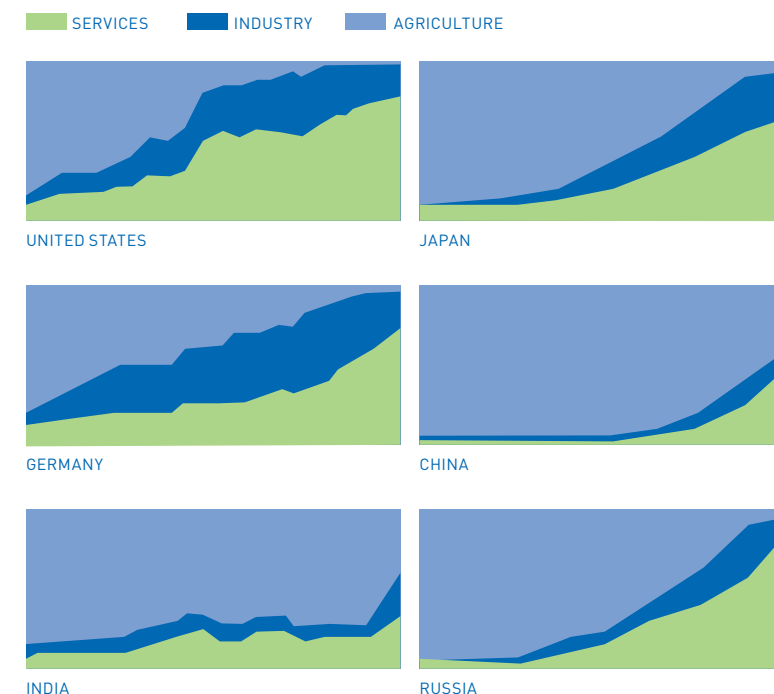 SERVICES INDUSTRY AGRICULTURE
UNITED STATES
JAPAN
GERMANY
CHINA
INDIA
RUSSIA